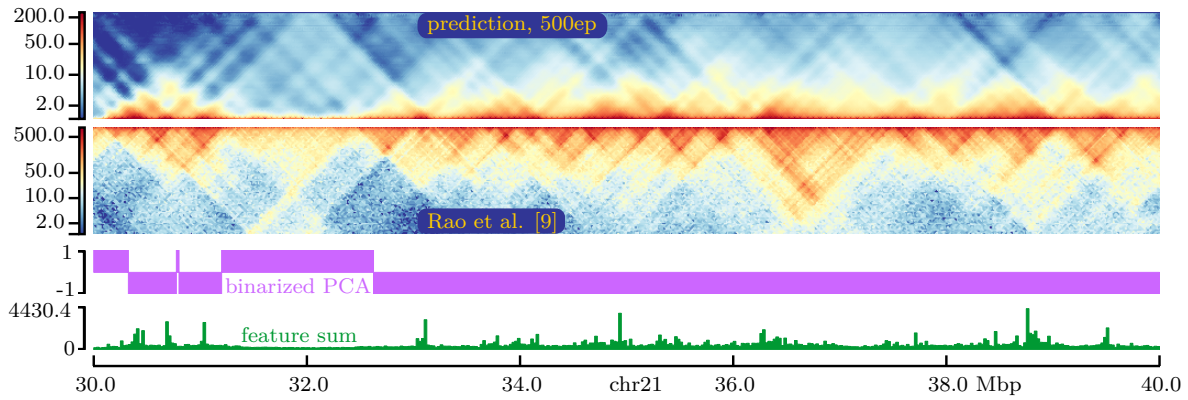 200.0
50.0
10.0
2.0
prediction, 500ep
500.0
50.0
10.0
2.0
Rao et al. [9]
1
-1
binarized PCA
4430.4
0
feature sum
30.0 32.0 34.0 chr21 36.0 38.0 Mbp 40.0